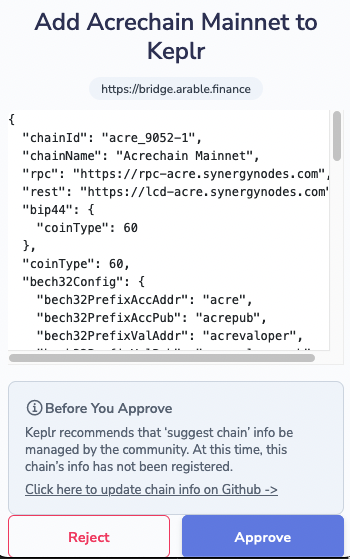 Add Acrechain Mainnet to
Keplr
https://bridge.arable.finance
{
"chainId": "acre_9052-1",
"chainName": "Acrechain Mainnet",
"rpc": "https://rpc-acre.synergynodes.com",
"rest": "https://lcd-acre.synergynodes.com"
"bip44": {
"coinType": 60
},
"coinType": 60,
"bech32Config": {
"bech32PrefixAccAddr": "acre",
"bech32PrefixAccPub": "acrepub",
"bech32PrefixValAddr": "acrevaloper",
Before You Approve
Keplr recommends that ‘suggest chain’ info be
managed by the community. At this time, this
chain’s info has not been registered.
Click here to update chain info on Github ->
Reject
Approve